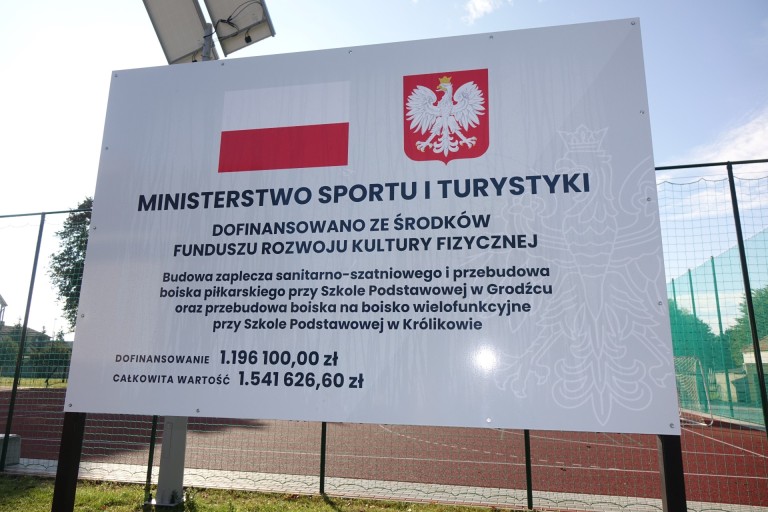 MINISTERSTWO SPORTU I TURYSTYKI
DOFINANSOWANO ZE ŚRODKÓW
FUNDUSZU ROZWOJU KULTURY FIZYCZNEJ
Budowa zaplecza sanitarno-szatniowego i przebudowa
boiska piłkarskiego przy Szkole Podstawowej w Grodźcu
oraz przebudowa boiska na boisko wielofunkcyjne
przy Szkole Podstawowej w Królikowie
DOFINANSOWANIE 1.196 100,00 zł
CAŁKOWITA WARTOŚĆ 1.541 626,60 zł